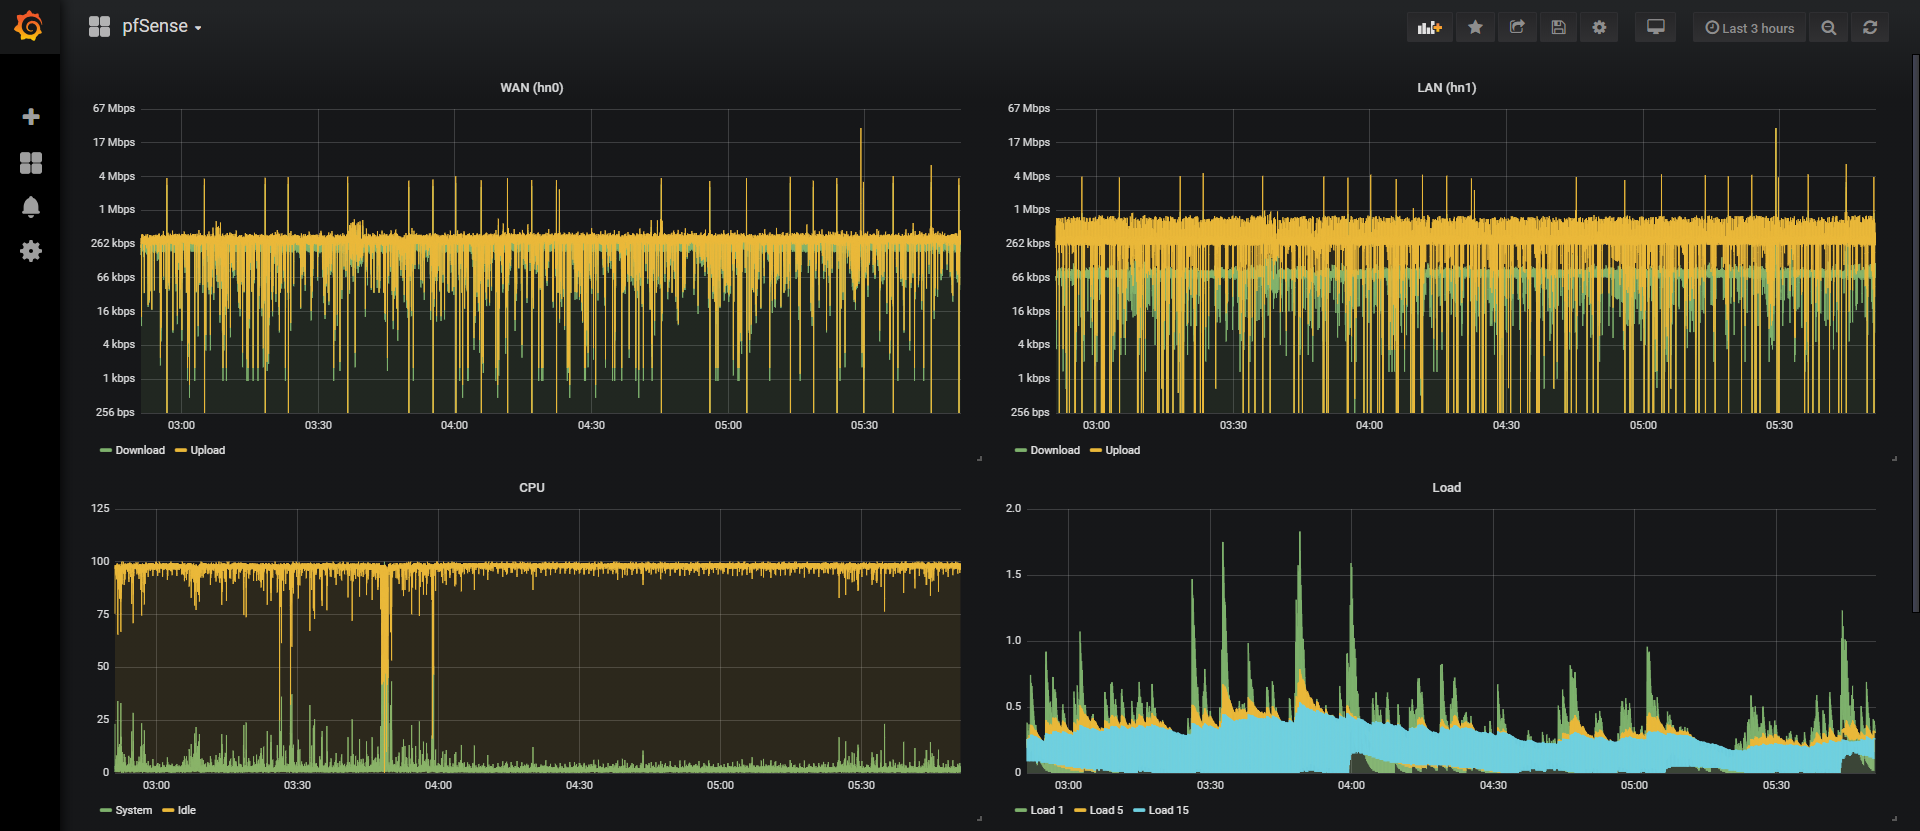 pfSense
Last 3 hours
WAN (hn0)
67 Mbps
17 Mbps
4 Mbps
1 Mbps
262 kbps
66 kbps
16 kbps
4 kbps
1 kbps
256 bps
03:00 03:30 04:00 04:30 05:00 05:30
Download Upload
LAN (hn1)
67 Mbps
17 Mbps
4 Mbps
1 Mbps
262 kbps
66 kbps
16 kbps
4 kbps
1 kbps
256 bps
03:00 03:30 04:00 04:30 05:00 05:30
Download Upload
CPU
125
100
75
50
25
0
03:00 03:30 04:00 04:30 05:00 05:30
System Idle
Load
2.0
1.5
1.0
0.5
0
03:00 03:30 04:00 04:30 05:00 05:30
Load 1 Load 5 Load 15